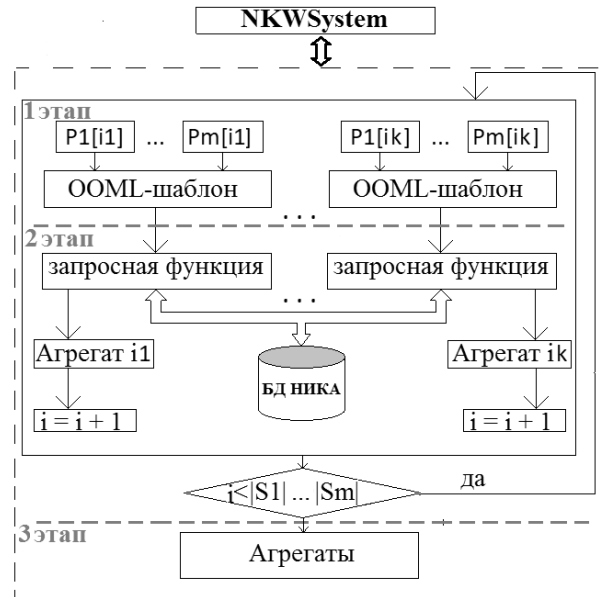 NKWSystem
1 этап
P1[i1] ... Pm[i1] P1[ik] ... Pm[ik]
OOML-шаблон OOML-шаблон
. . .
2 этап
запросная функция запросная функция
. . .
Агрегат i1 Агрегат ik
БД НИКА
i = i + 1 i = i + 1
i<|S1| ... |Sm| да
3 этап
Агрегаты